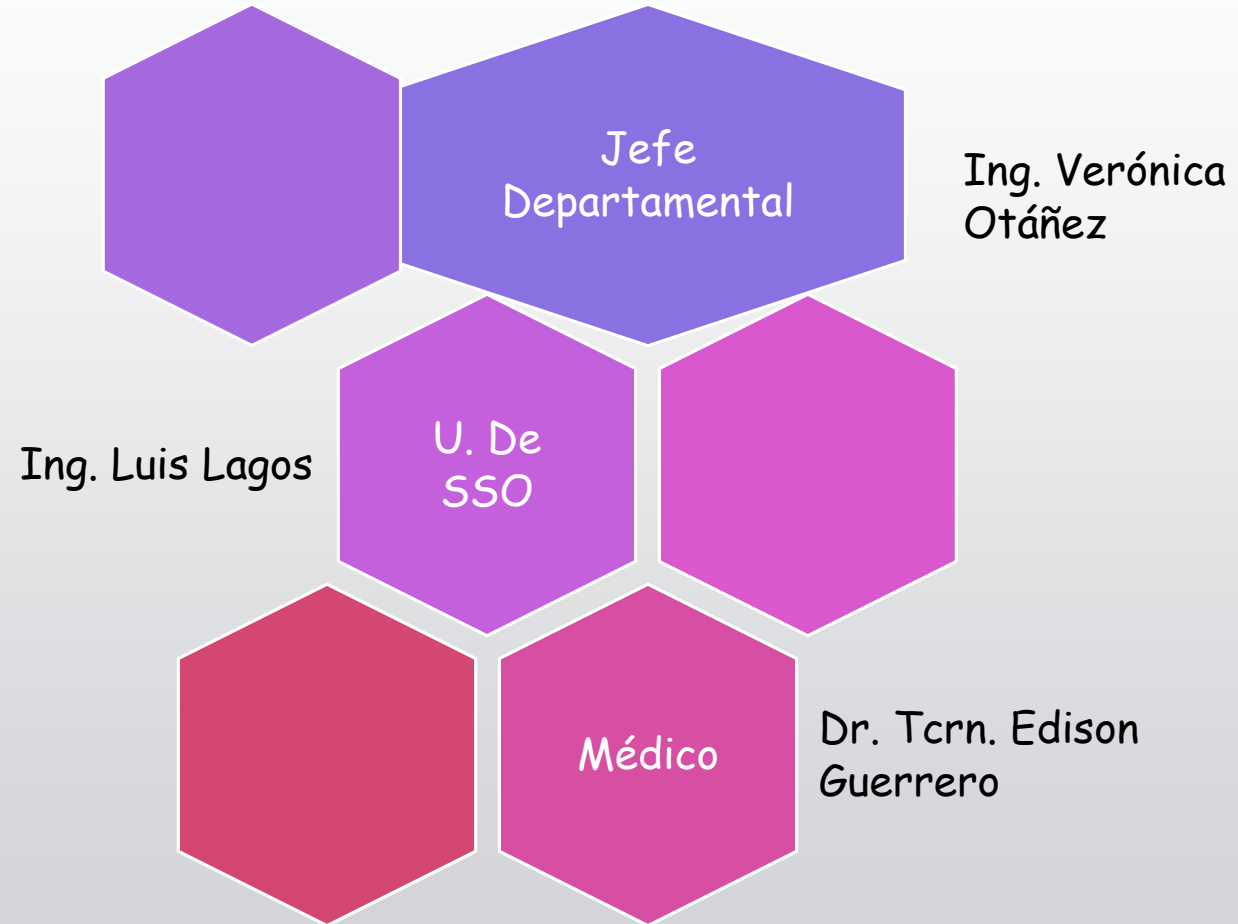 Jefe
Departamental
Ing. Verónica
Otáñez
Ing. Luis Lagos
U. De
SSO
Médico
Dr. Tcrn. Edison
Guerrero